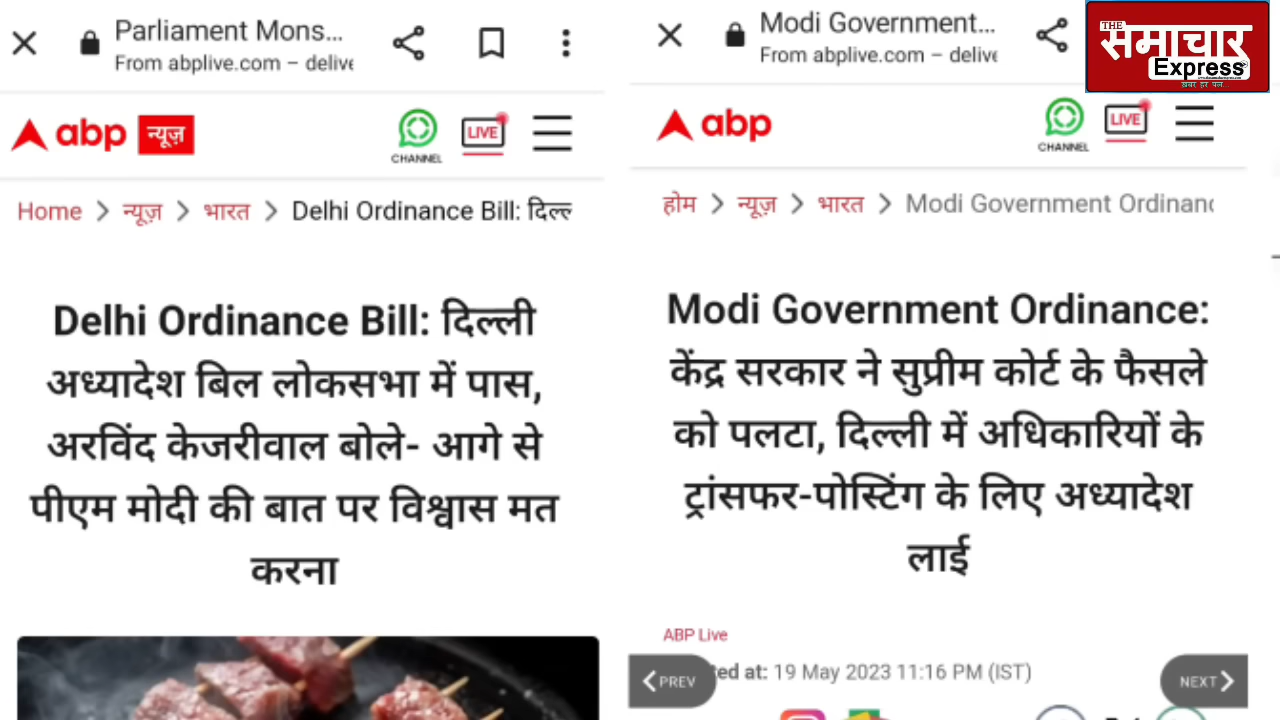 Parliament Mons...
From abplive.com – delive
abp न्यूज़
CHANNEL
LIVE
Home > न्यूज़ > भारत > Delhi Ordinance Bill: दिल्ल
Delhi Ordinance Bill: दिल्ली
अध्यादेश बिल लोकसभा में पास,
अरविंद केजरीवाल बोले- आगे से
पीएम मोदी की बात पर विश्वास मत
करना
Modi Government...
From abplive.com – delive
THE
समाचार
Express
ख़बर हर पल..
abp
CHANNEL
LIVE
होम > न्यूज़ > भारत > Modi Government Ordinanc
Modi Government Ordinance:
केंद्र सरकार ने सुप्रीम कोर्ट के फैसले
को पलटा, दिल्ली में अधिकारियों के
ट्रांसफर-पोस्टिंग के लिए अध्यादेश
लाई
ABP Live
ted at: 19 May 2023 11:16 PM (IST)
PREV
NEXT